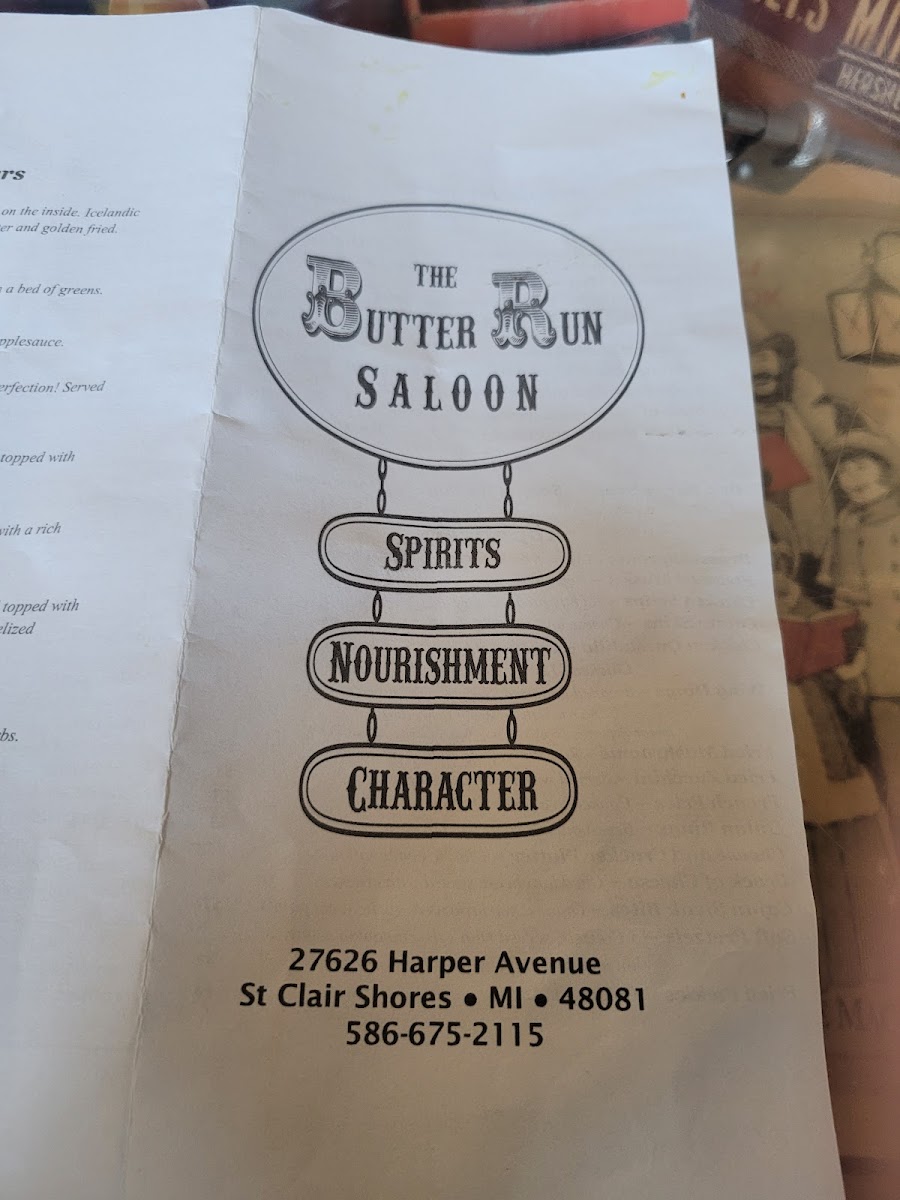 rs
on the inside. Icelandic
er and golden fried.
a bed of greens.
pplesauce.
erfection! Served
topped with
with a rich
topped with
elized
bs.
THE
BUTTER RUN
SALOON
SPIRITS
NOURISHMENT
CHARACTER
27626 Harper Avenue
St Clair Shores • MI • 48081
586-675-2115